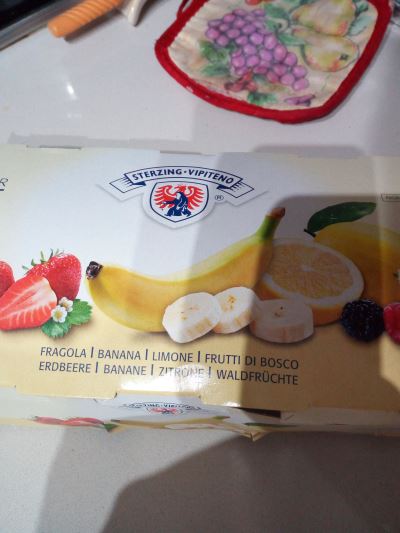 STERZING · VIPITENO
®
FRAGOLA | BANANA | LIMONE | FRUTTI DI BOSCO
ERDBEERE | BANANE | ZITRONE | WALDFRÜCHTE